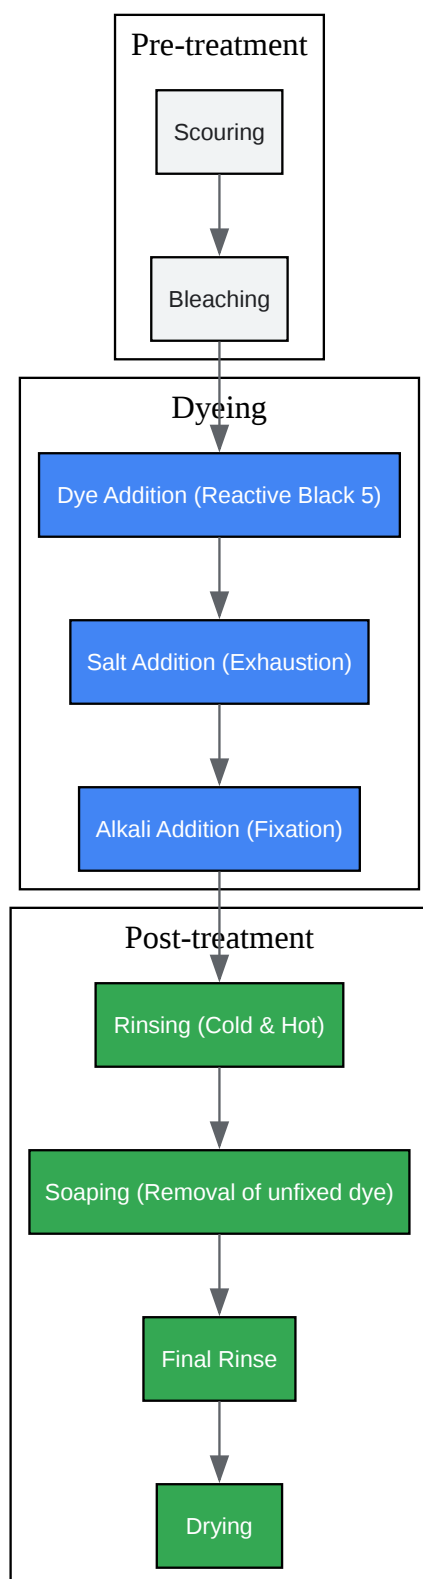 Pre-treatment
Scouring
Bleaching
Dyeing
Dye Addition (Reactive Black 5)
Salt Addition (Exhaustion)
Alkali Addition (Fixation)
Post-treatment
Rinsing (Cold & Hot)
Soaping (Removal of unfixed dye)
Final Rinse
Drying